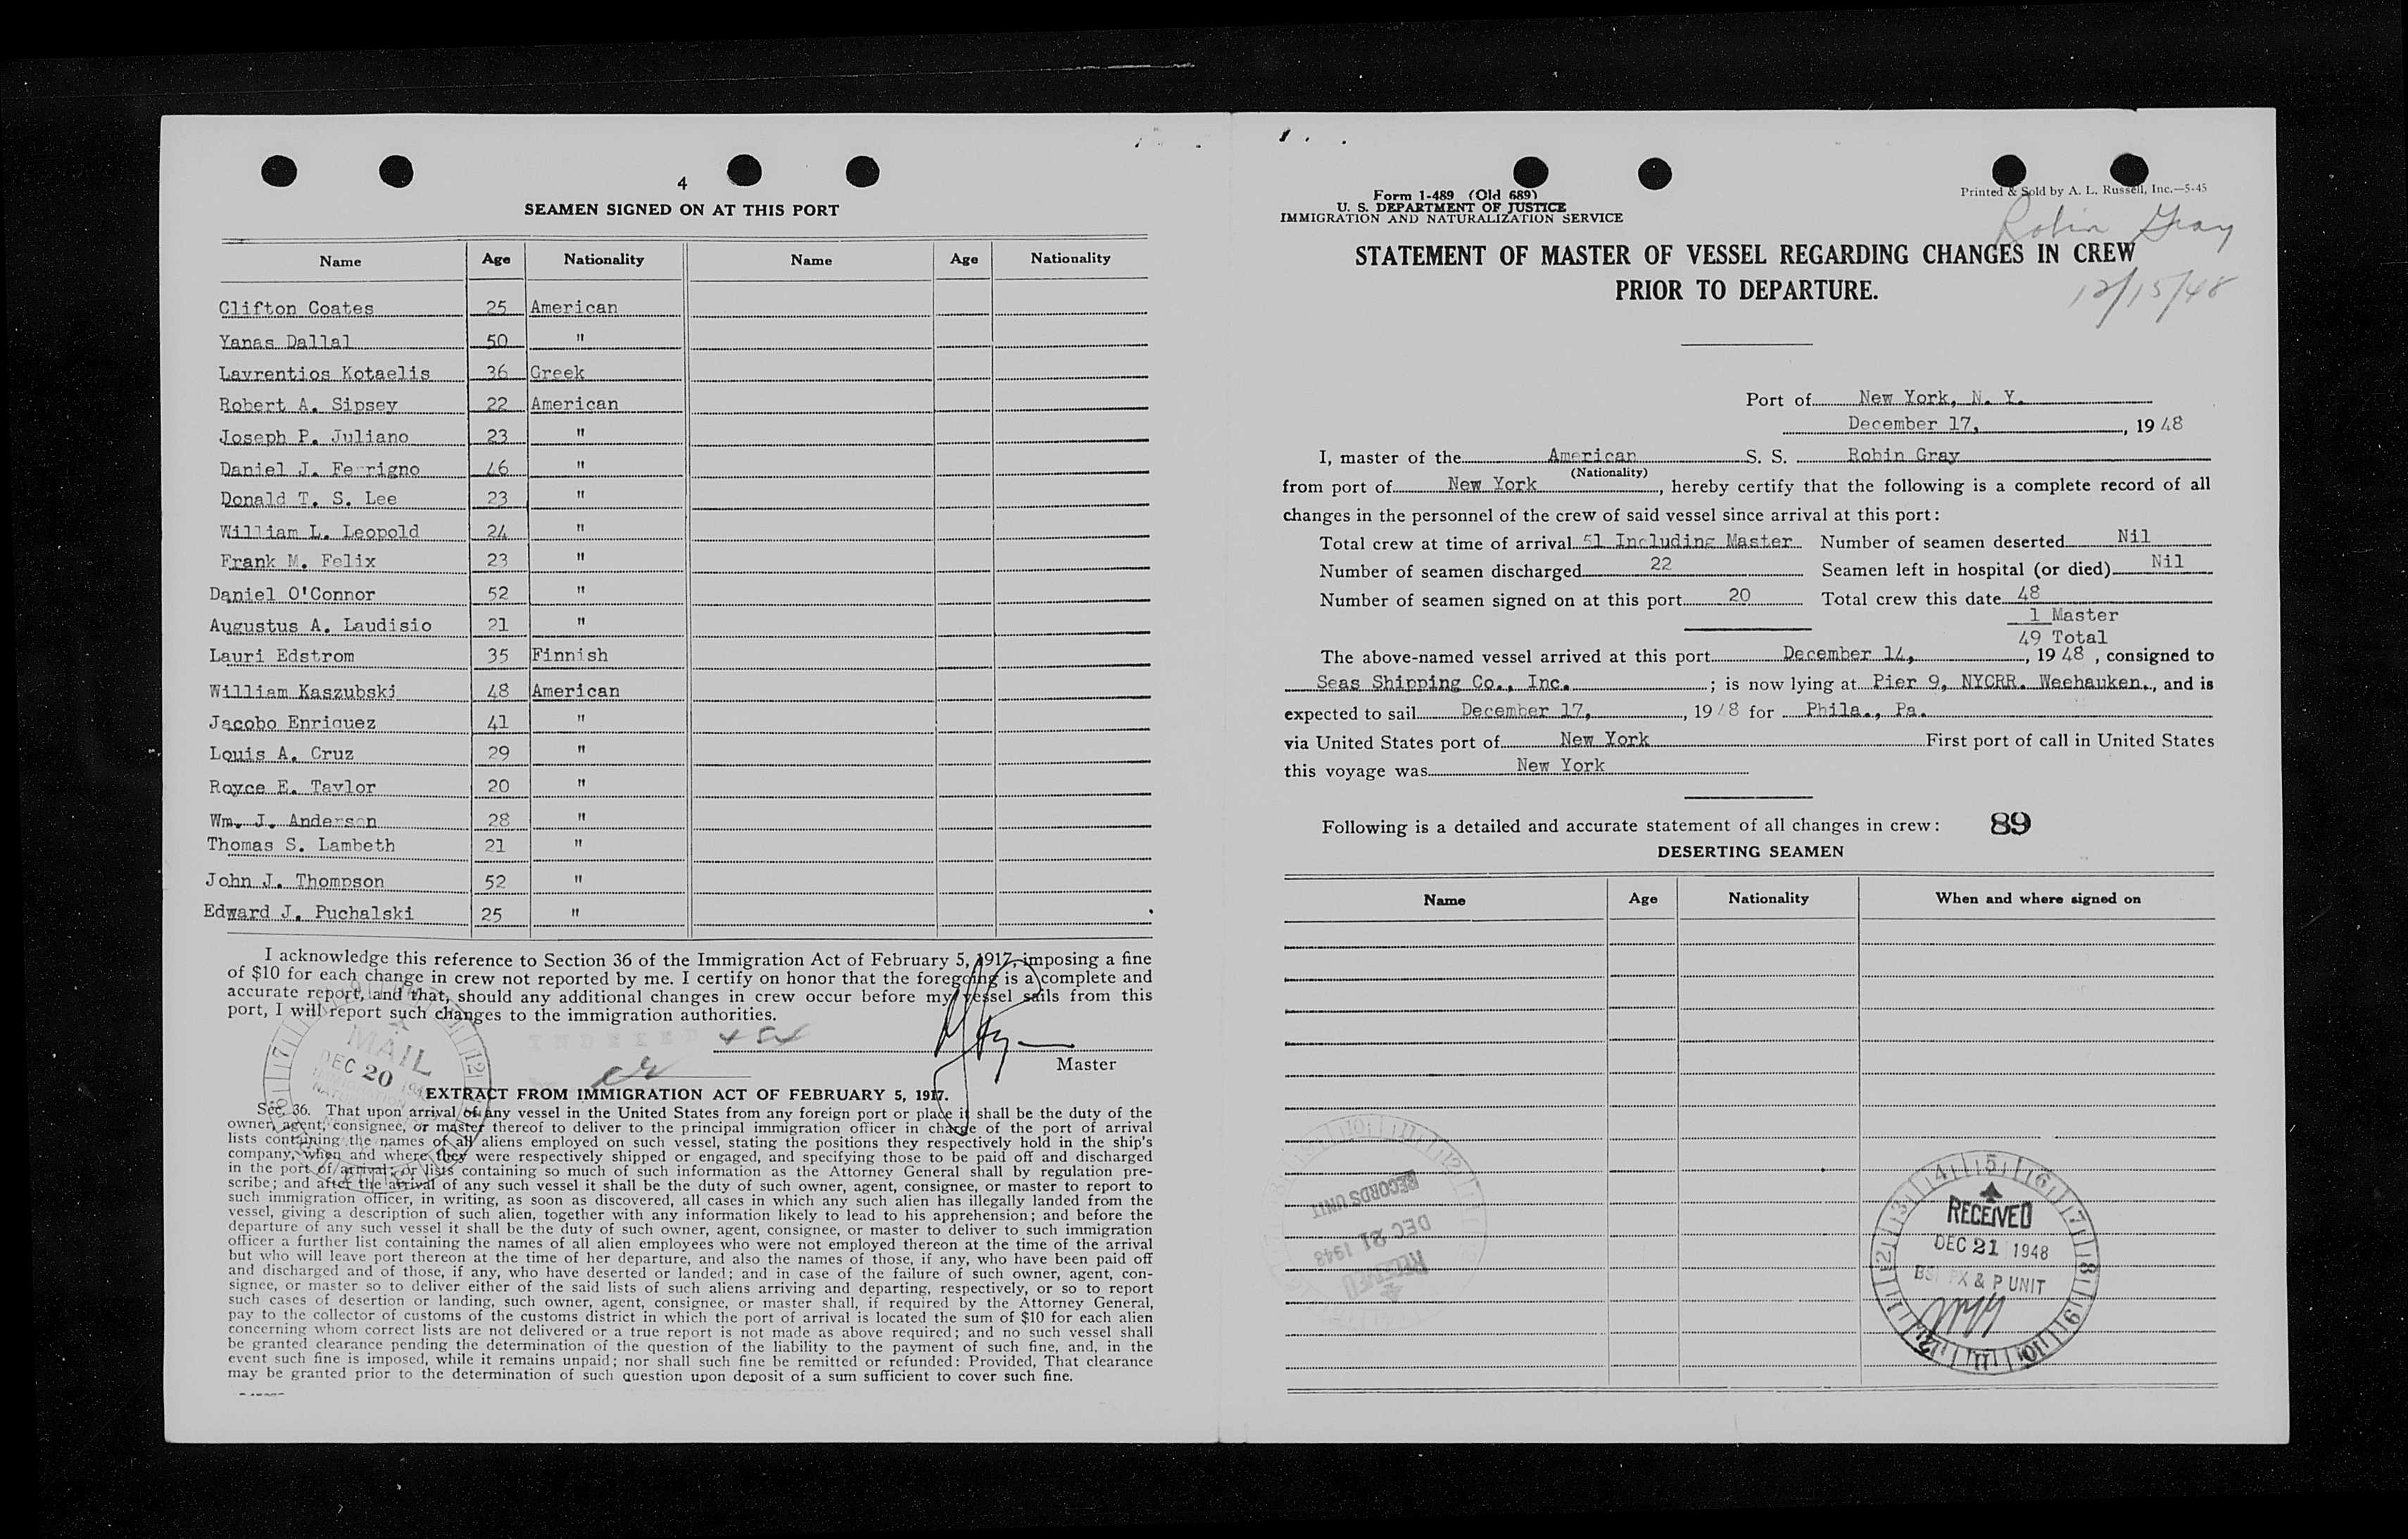 4
SEAMEN SIGNED ON AT THIS PORT
Name Age Nationality Name Age Nationality
Clifton Coates 25 American
Yanas Dallal 50 "
Lavrentios Kotaelis 36 Greek
Robert A. Sipsey 22 American
Joseph P. Juliano 23 "
Daniel J. Ferrigno 46 "
Donald T. S. Lee 23 "
William L. Leopold 24 "
Frank M. Felix 23 "
Daniel O'Connor 52 "
Augustus A. Laudisio 21 "
Lauri Edstrom 35 Finnish
William Kaszubski 48 American
Jacobo Enriquez 41 "
Louis A. Cruz 29 "
Royce E. Taylor 20 "
Wm. J. Anderson 28 "
Thomas S. Lambeth 21 "
John J. Thompson 52 "
Edward J. Puchalski 25 "
I acknowledge this reference to Section 36 of the Immigration Act of February 5, 1917, imposing a fine
of $10 for each change in crew not reported by me. I certify on honor that the foregoing is a complete and
accurate report, and that, should any additional changes in crew occur before my vessel sails from this
port, I will report such changes to the immigration authorities.
INDEXED
Master
MAIL
DEC 20
EXTRACT FROM IMMIGRATION ACT OF FEBRUARY 5, 1917.
Sec. 36. That upon arrival of any vessel in the United States from any foreign port or place it shall be the duty of the
owner, agent, consignee, or master thereof to deliver to the principal immigration officer in charge of the port of arrival
lists containing the names of all aliens employed on such vessel, stating the positions they respectively hold in the ship's
company, when and where they were respectively shipped or engaged, and specifying those to be paid off and discharged
in the port of arrival; or lists containing so much of such information as the Attorney General shall by regulation pre-
scribe; and after the arrival of any such vessel it shall be the duty of such owner, agent, consignee, or master to report to
such immigration officer, in writing, as soon as discovered, all cases in which any such alien has illegally landed from the
vessel, giving a description of such alien, together with any information likely to lead to his apprehension; and before the
departure of any such vessel it shall be the duty of such owner, agent, consignee, or master to deliver to such immigration
officer a further list containing the names of all alien employees who were not employed thereon at the time of the arrival
but who will leave port thereon at the time of her departure, and also the names of those, if any, who have been paid off
and discharged and of those, if any, who have deserted or landed; and in case of the failure of such owner, agent, con-
signee, or master so to deliver either of the said lists of such aliens arriving and departing, respectively, or so to report
such cases of desertion or landing, such owner, agent, consignee, or master shall, if required by the Attorney General,
pay to the collector of customs of the customs district in which the port of arrival is located the sum of $10 for each alien
concerning whom correct lists are not delivered or a true report is not made as above required; and no such vessel shall
be granted clearance pending the determination of the question of the liability to the payment of such fine, and, in the
event such fine is imposed, while it remains unpaid; nor shall such fine be remitted or refunded: Provided, That clearance
may be granted prior to the determination of such question upon deposit of a sum sufficient to cover such fine.
Form 1-489 (Old 689)
U. S. DEPARTMENT OF JUSTICE
IMMIGRATION AND NATURALIZATION SERVICE
Printed & Sold by A. L. Russell, Inc.—5-45
Robin Gray
STATEMENT OF MASTER OF VESSEL REGARDING CHANGES IN CREW
PRIOR TO DEPARTURE.
12/15/48
Port of New York, N. Y.
December 17, , 1948
I, master of the American S. S. Robin Gray
(Nationality)
from port of New York , hereby certify that the following is a complete record of all
changes in the personnel of the crew of said vessel since arrival at this port:
Total crew at time of arrival 51 Including Master Number of seamen deserted Nil
Number of seamen discharged 22 Seamen left in hospital (or died) Nil
Number of seamen signed on at this port 20 Total crew this date 48
1 Master
49 Total
The above-named vessel arrived at this port December 14, , 1948 , consigned to
Seas Shipping Co., Inc. ; is now lying at Pier 9, NYCRR. Weehauken. , and is
expected to sail December 17, , 1948 for Phila., Pa.
via United States port of New York First port of call in United States
this voyage was New York
Following is a detailed and accurate statement of all changes in crew: 89
DESERTING SEAMEN
Name Age Nationality When and where signed on
RECORDS UNIT
DEC 21 1948
RECEIVED
RECEIVED
DEC 21 1948
& P UNIT